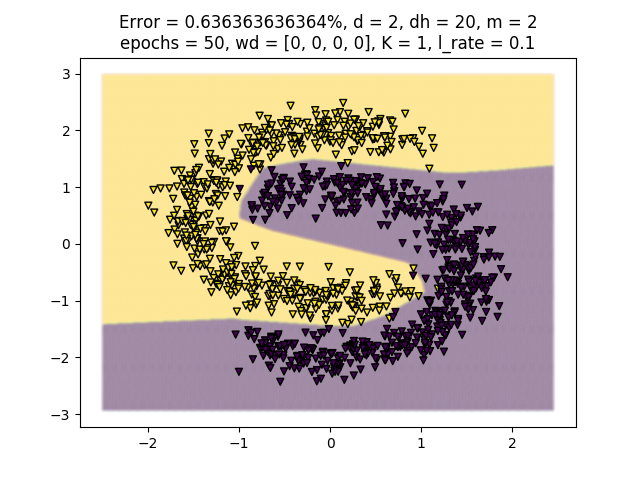 Error = 0.636363636364%, d = 2, dh = 20, m = 2
epochs = 50, wd = [0, 0, 0, 0], K = 1, l_rate = 0.1
3
2
1
0
−1
−2
−3
−2 −1 0 1 2